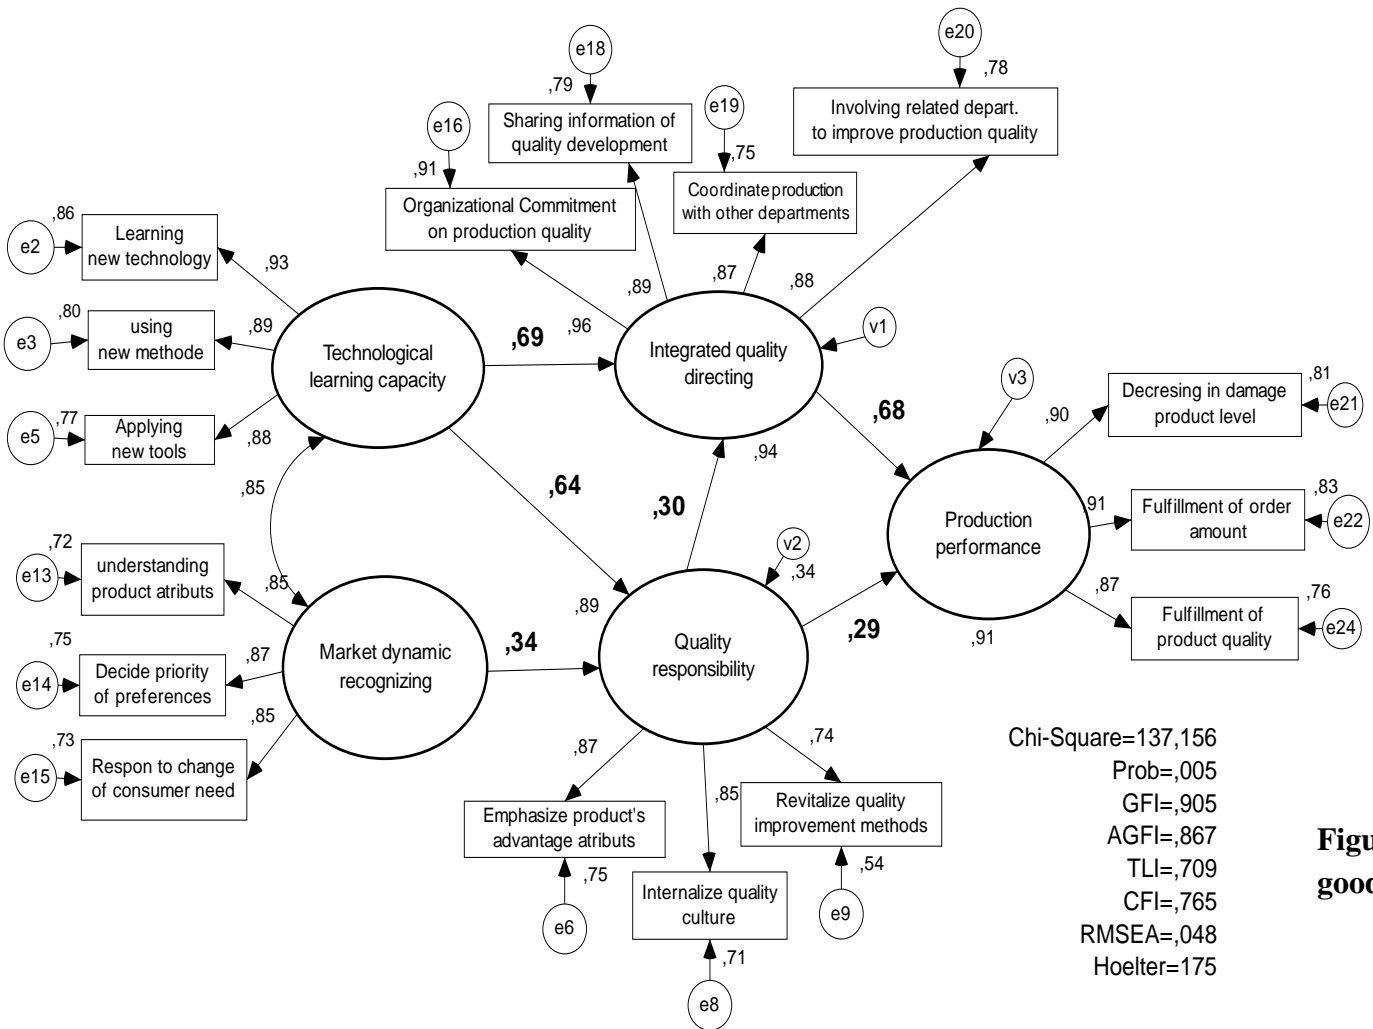 e20
e18
,78
,79
Involving related depart.
to improve production quality
e19
Sharing information of
quality development
e16
,75
,91
Coordinate production
with other departments
Organizational Commitment
on production quality
,86
e2
Learning
new technology
,93
,89
,87
,88
,80
e3
using
new methode
,89
,69
,96
v1
Technological
learning capacity
Integrated quality
directing
v3
,81
Decresing in damage
product level
e21
,90
,68
,77
e5
Applying
new tools
,88
,94
,85
,64
,30
,83
,91
Fulfillment of order
amount
e22
Production
performance
,72
v2
,34
e13
understanding
product atributs
,85
,87
,76
,89
,29
,91
Fulfillment of
product quality
e24
,75
e14
Decide priority
of preferences
,87
Market dynamic
recognizing
,34
Quality
responsibility
,85
,73
e15
Respon to change
of consumer need
,87
,74
,85
Emphasize product's
advantage atributs
Revitalize quality
improvement methods
,75
Internalize quality
culture
,54
e6
e9
,71
e8
Chi-Square=137,156
Prob=,005
GFI=,905
AGFI=,867
TLI=,709
CFI=,765
RMSEA=,048
Hoelter=175
Figu
good